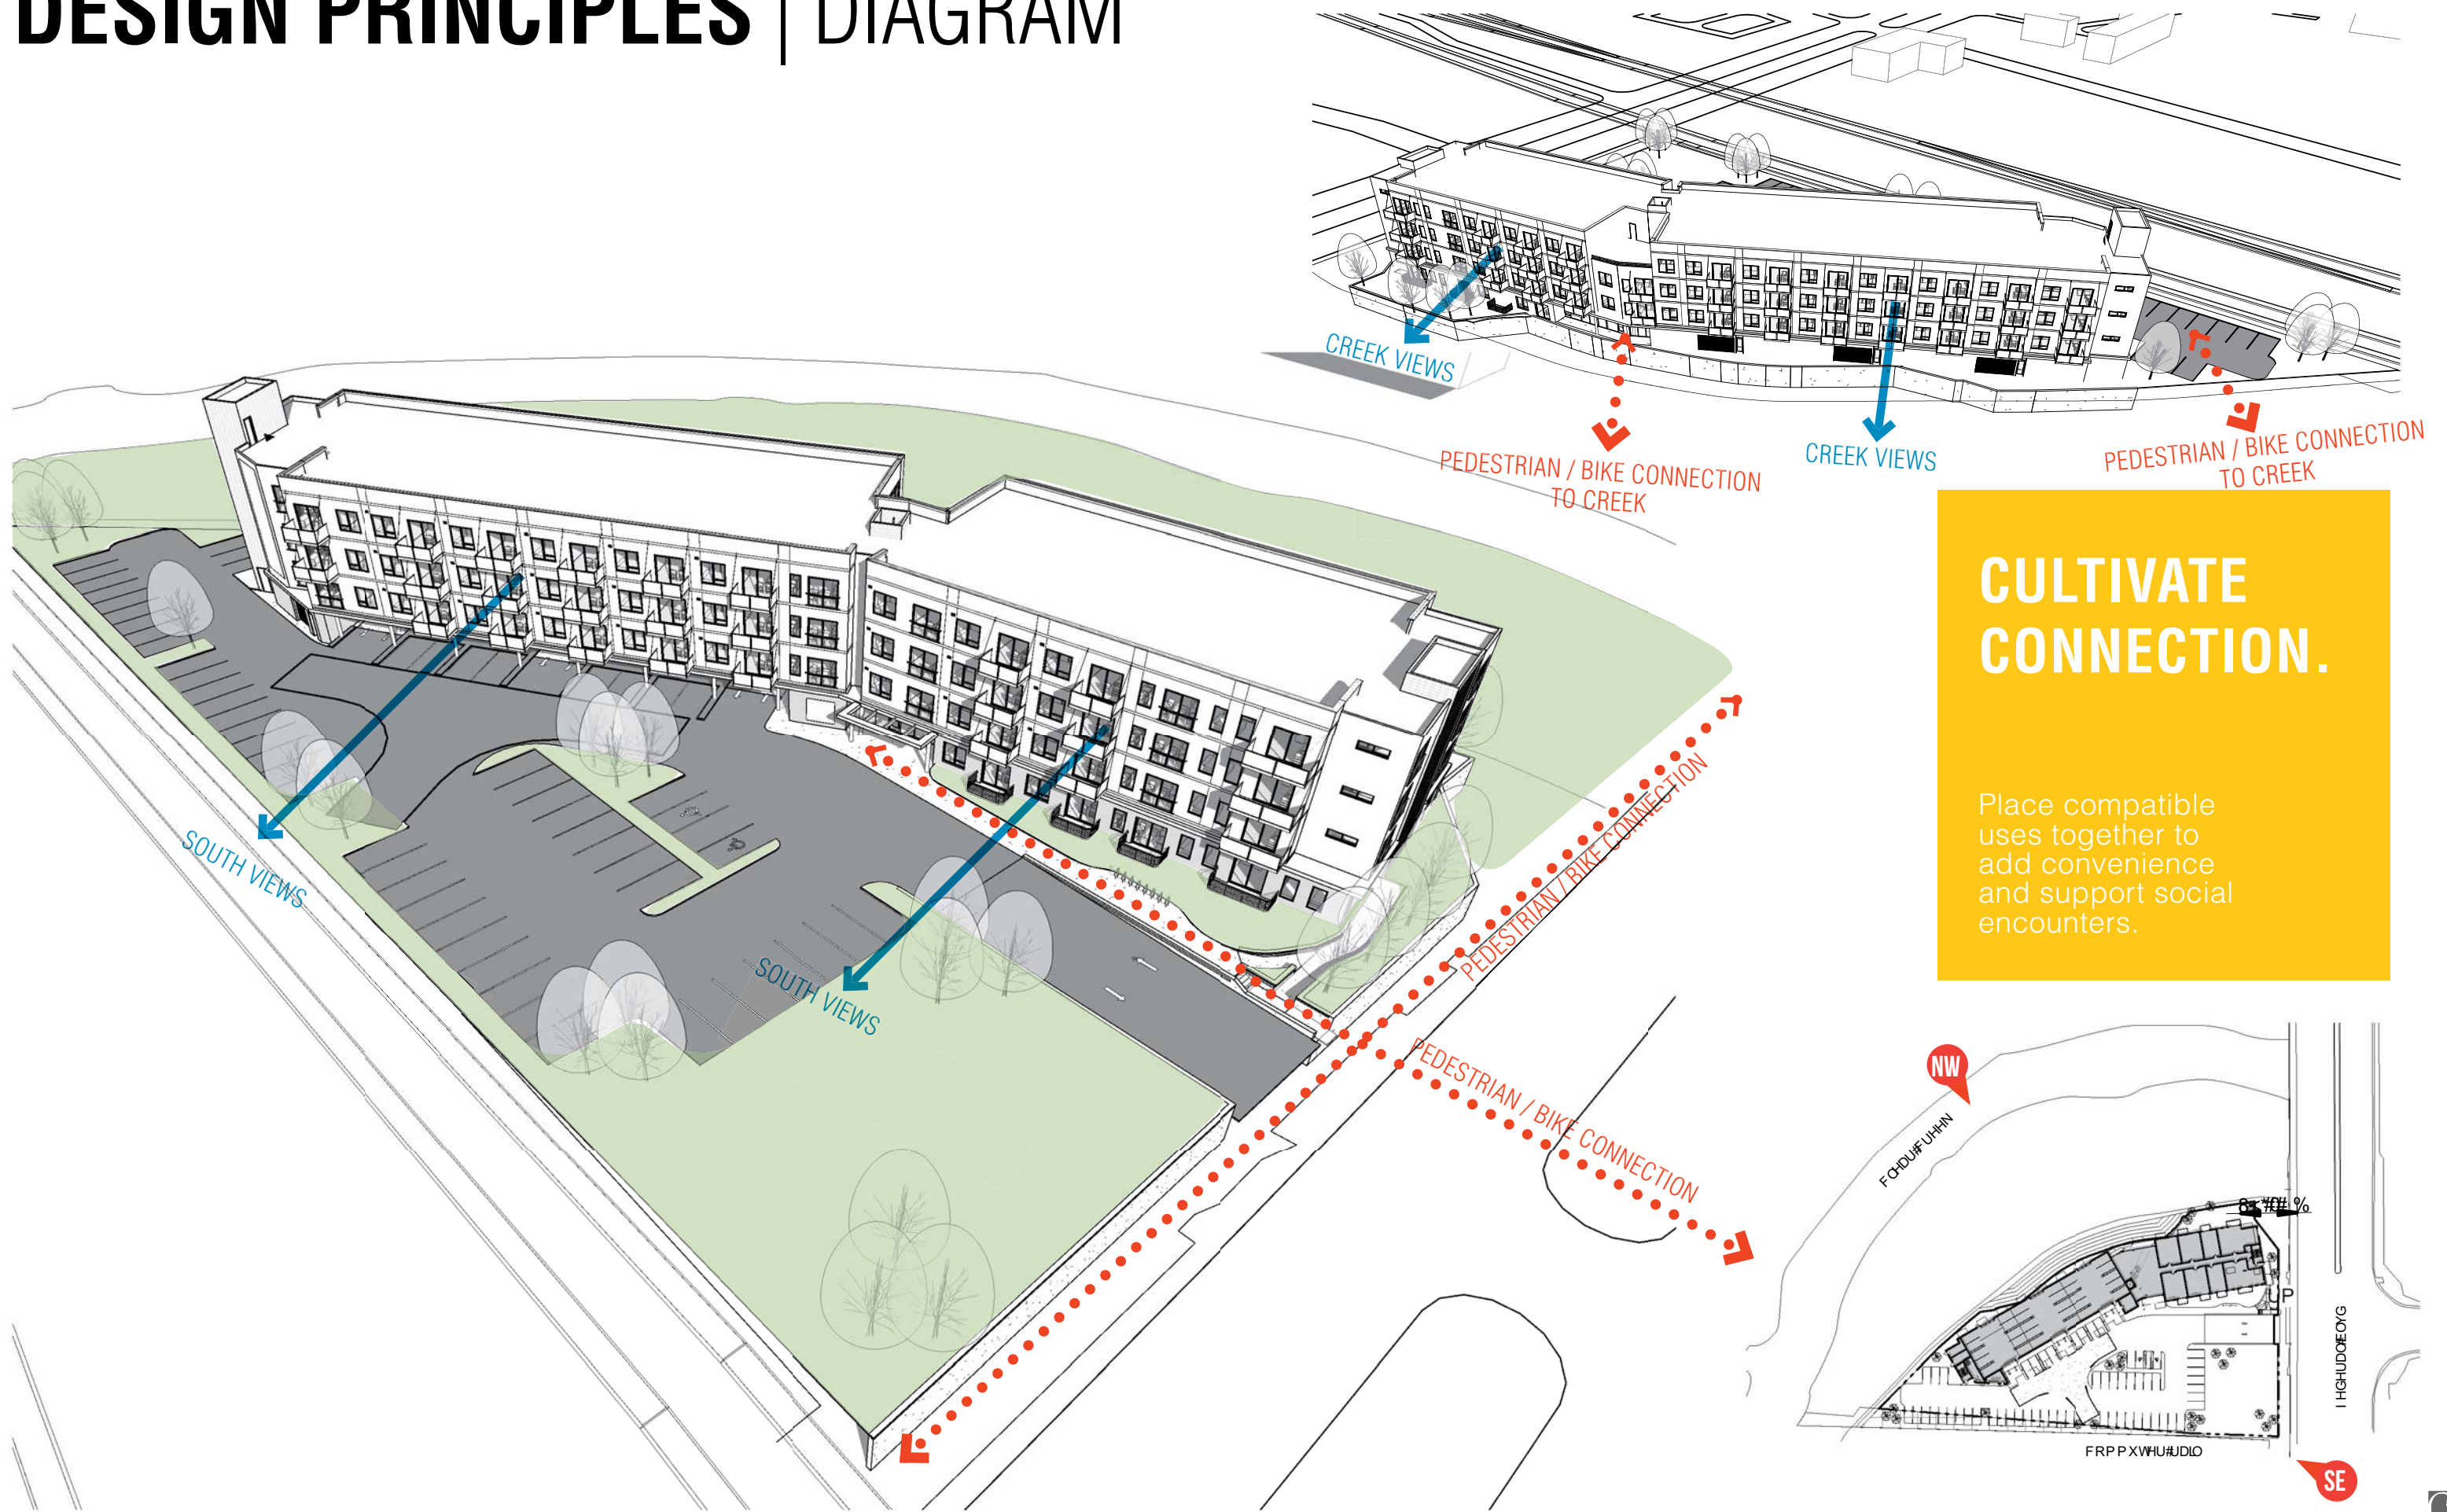 DESIGN PRINCIPLES | DIAGRAM
CREEK VIEWS
PEDESTRIAN / BIKE CONNECTION
TO CREEK
CREEK VIEWS
PEDESTRIAN / BIKE CONNECTION
TO CREEK
CULTIVATE
CONNECTION.
Place compatible
uses together to
add convenience
and support social
encounters.
SOUTH VIEWS
SOUTH VIEWS
PEDESTRIAN / BIKE CONNECTION
PEDESTRIAN / BIKE CONNECTION
NW
UP
FRPPXWHU#UDLO
SE